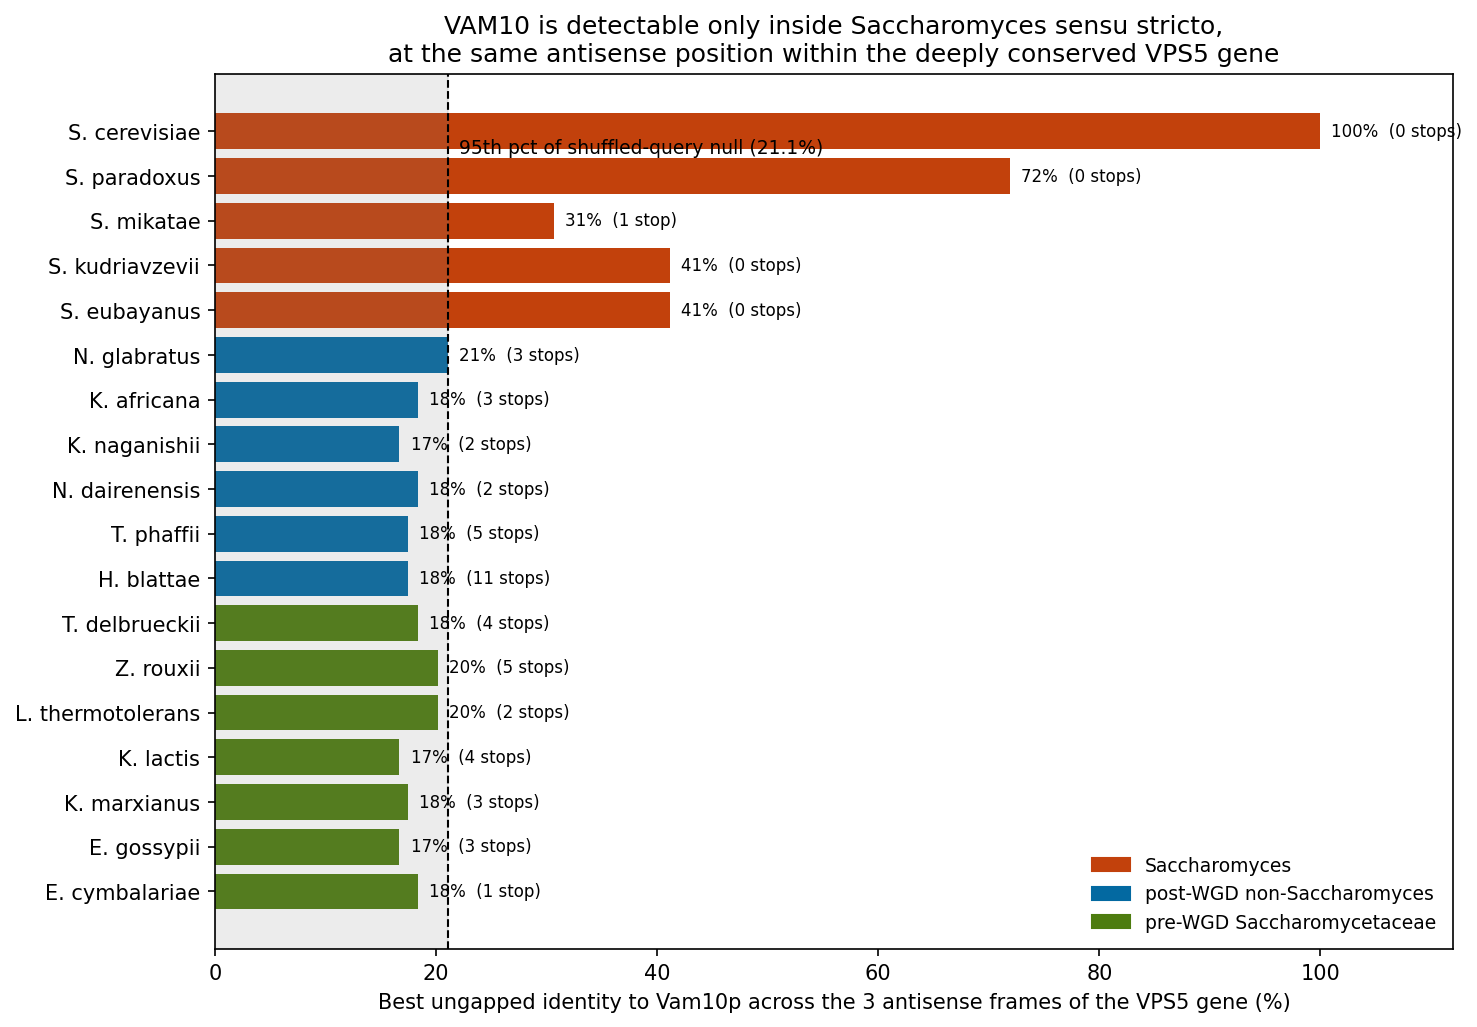 VAM10 is detectable only inside Saccharomyces sensu stricto,
at the same antisense position within the deeply conserved VPS5 gene
S. cerevisiae
100% (0 stops)
95th pct of shuffled-query null (21.1%)
S. paradoxus
72% (0 stops)
S. mikatae
31% (1 stop)
S. kudriavzevii
41% (0 stops)
S. eubayanus
41% (0 stops)
N. glabratus
21% (3 stops)
K. africana
18% (3 stops)
K. naganishii
17% (2 stops)
N. dairenensis
18% (2 stops)
T. phaffii
18% (5 stops)
H. blattae
18% (11 stops)
T. delbrueckii
18% (4 stops)
Z. rouxii
20% (5 stops)
L. thermotolerans
20% (2 stops)
K. lactis
17% (4 stops)
K. marxianus
18% (3 stops)
E. gossypii
17% (3 stops)
E. cymbalariae
18% (1 stop)
Saccharomyces
post-WGD non-Saccharomyces
pre-WGD Saccharomycetaceae
0 20 40 60 80 100
Best ungapped identity to Vam10p across the 3 antisense frames of the VPS5 gene (%)